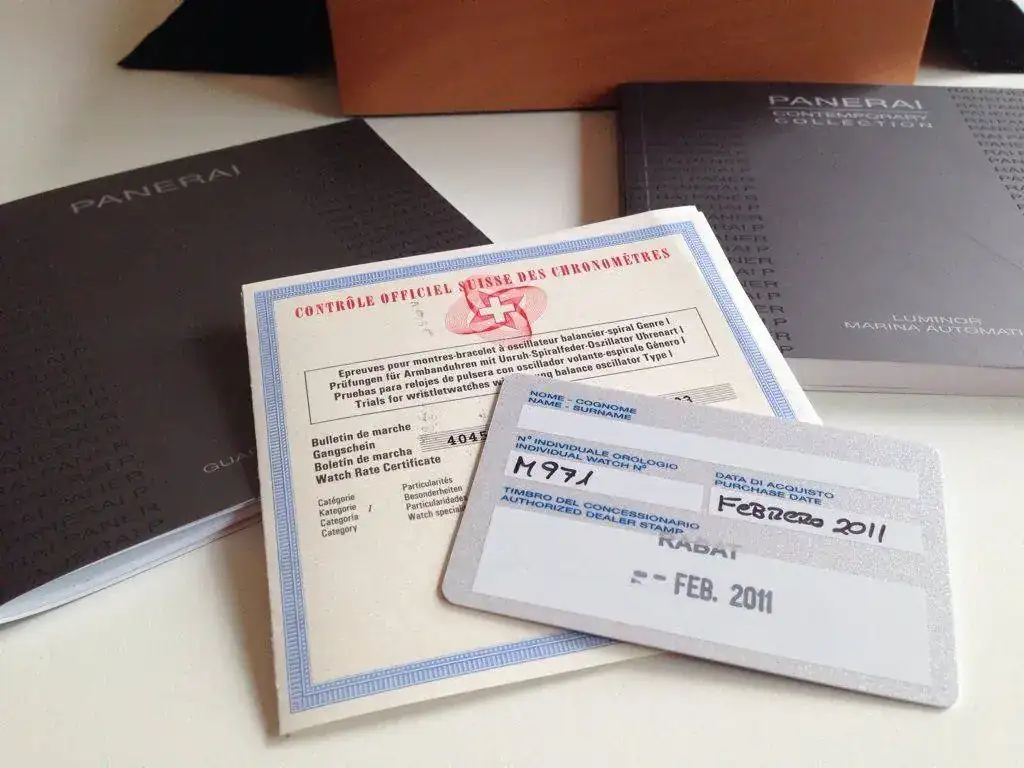 PANERAI
PANERAI
CONTEMPORARY
COLLECTION
LUMINOR
MARINA AUTOMATI
CONTRÔLE OFFICIEL SUISSE DES CHRONOMÈTRES
Epreuves pour montres-bracelet à oscillateur balancier-spiral Genre I
Prüfungen für Armbanduhren mit Unruh-Spiralfeder-Oszillator Uhrenart I
Pruebas para relojes de pulsera con oscilador volante-espirale Género I
Trials for wristletwatches balance oscillator Type I
Bulletin de marche
Gangschein
Boletin de marcha
Watch Rate Certificate
4045
Catégorie
Kategorie /
Categoría
Category
Particularités
Besonderheiten
Particularidades
Watch special
NOME - COGNOME
NAME - SURNAME
N° INDIVIDUALE OROLOGIO
INDIVIDUAL WATCH N°
M971
DATA DI ACQUISTO
PURCHASE DATE
FEBRERO 2011
TIMBRO DEL CONCESSIONARIO
AUTHORIZED DEALER STAMP
RABAT
FEB. 2011